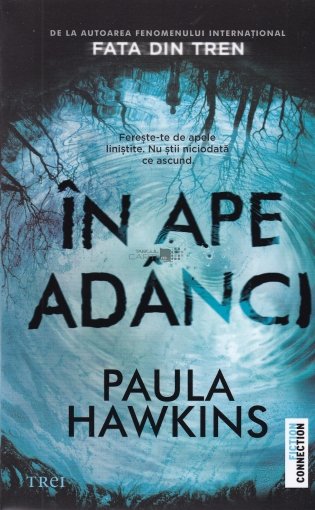 DE LA AUTOAREA FENOMENULUI INTERNAȚIONAL
FATA DIN TREN
Ferește-te de apele
liniștite. Nu știi niciodată
ce ascund.
ÎN APE
ADÂNCI
PAULA
HAWKINS
FICTION
CONNECTION
TREI